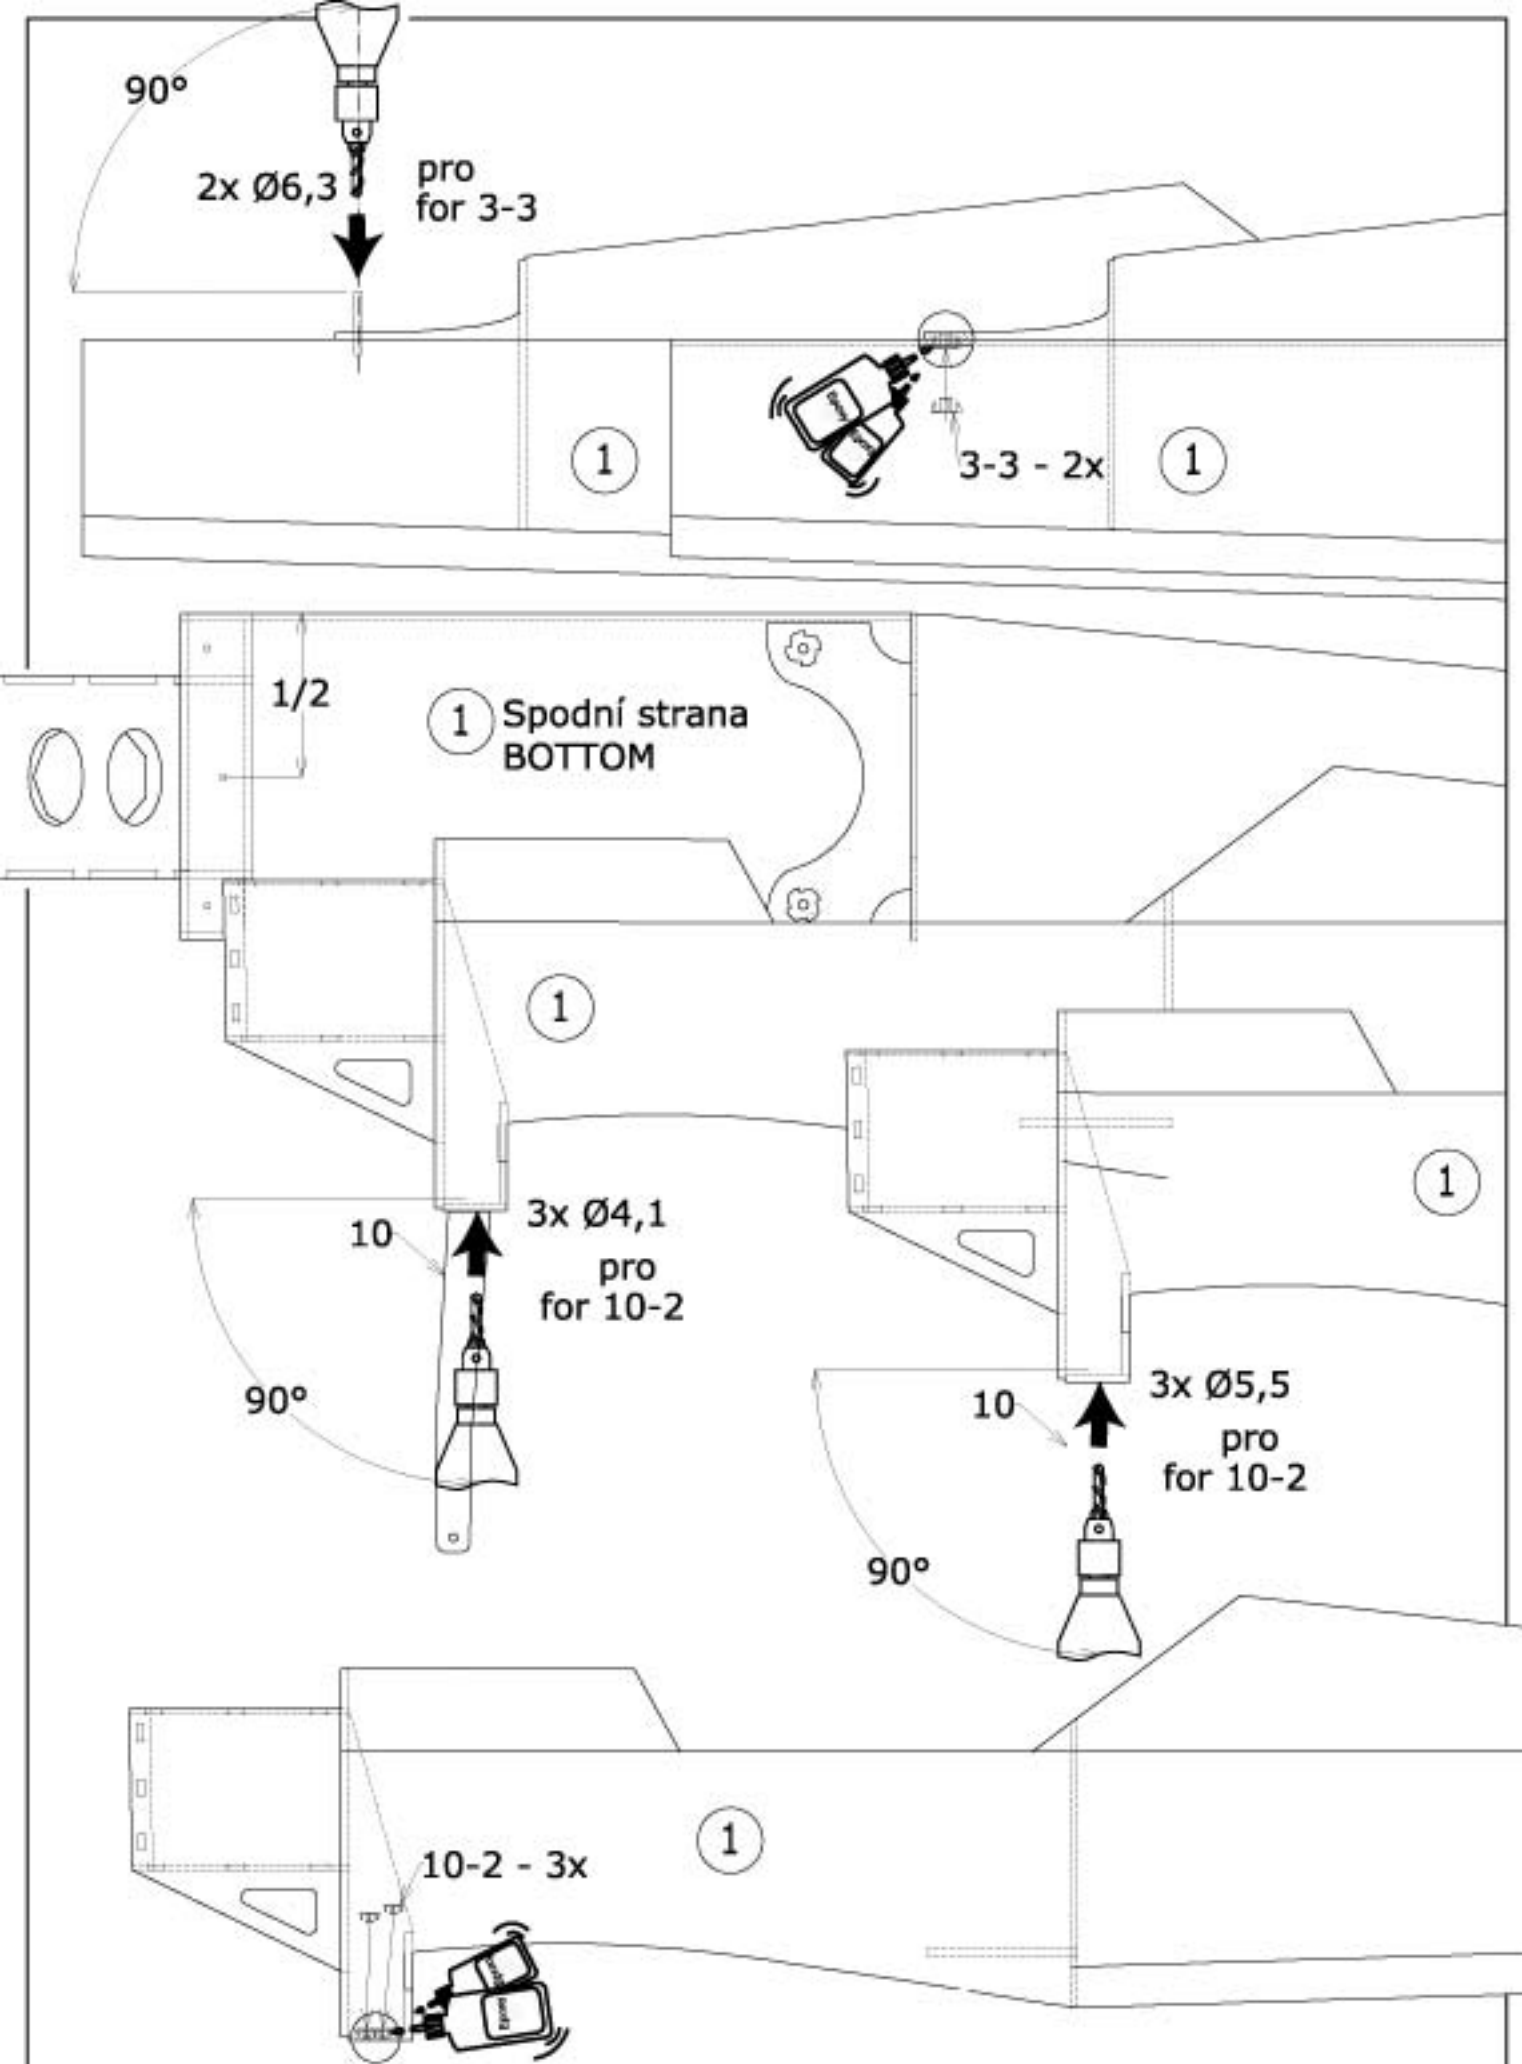 90°
2x Ø6,3
pro
for 3-3
1
3-3 - 2x
1
1/2
1
Spodní strana
BOTTOM
1
1
10
3x Ø4,1
pro
for 10-2
90°
10
3x Ø5,5
pro
for 10-2
90°
1
10-2 - 3x